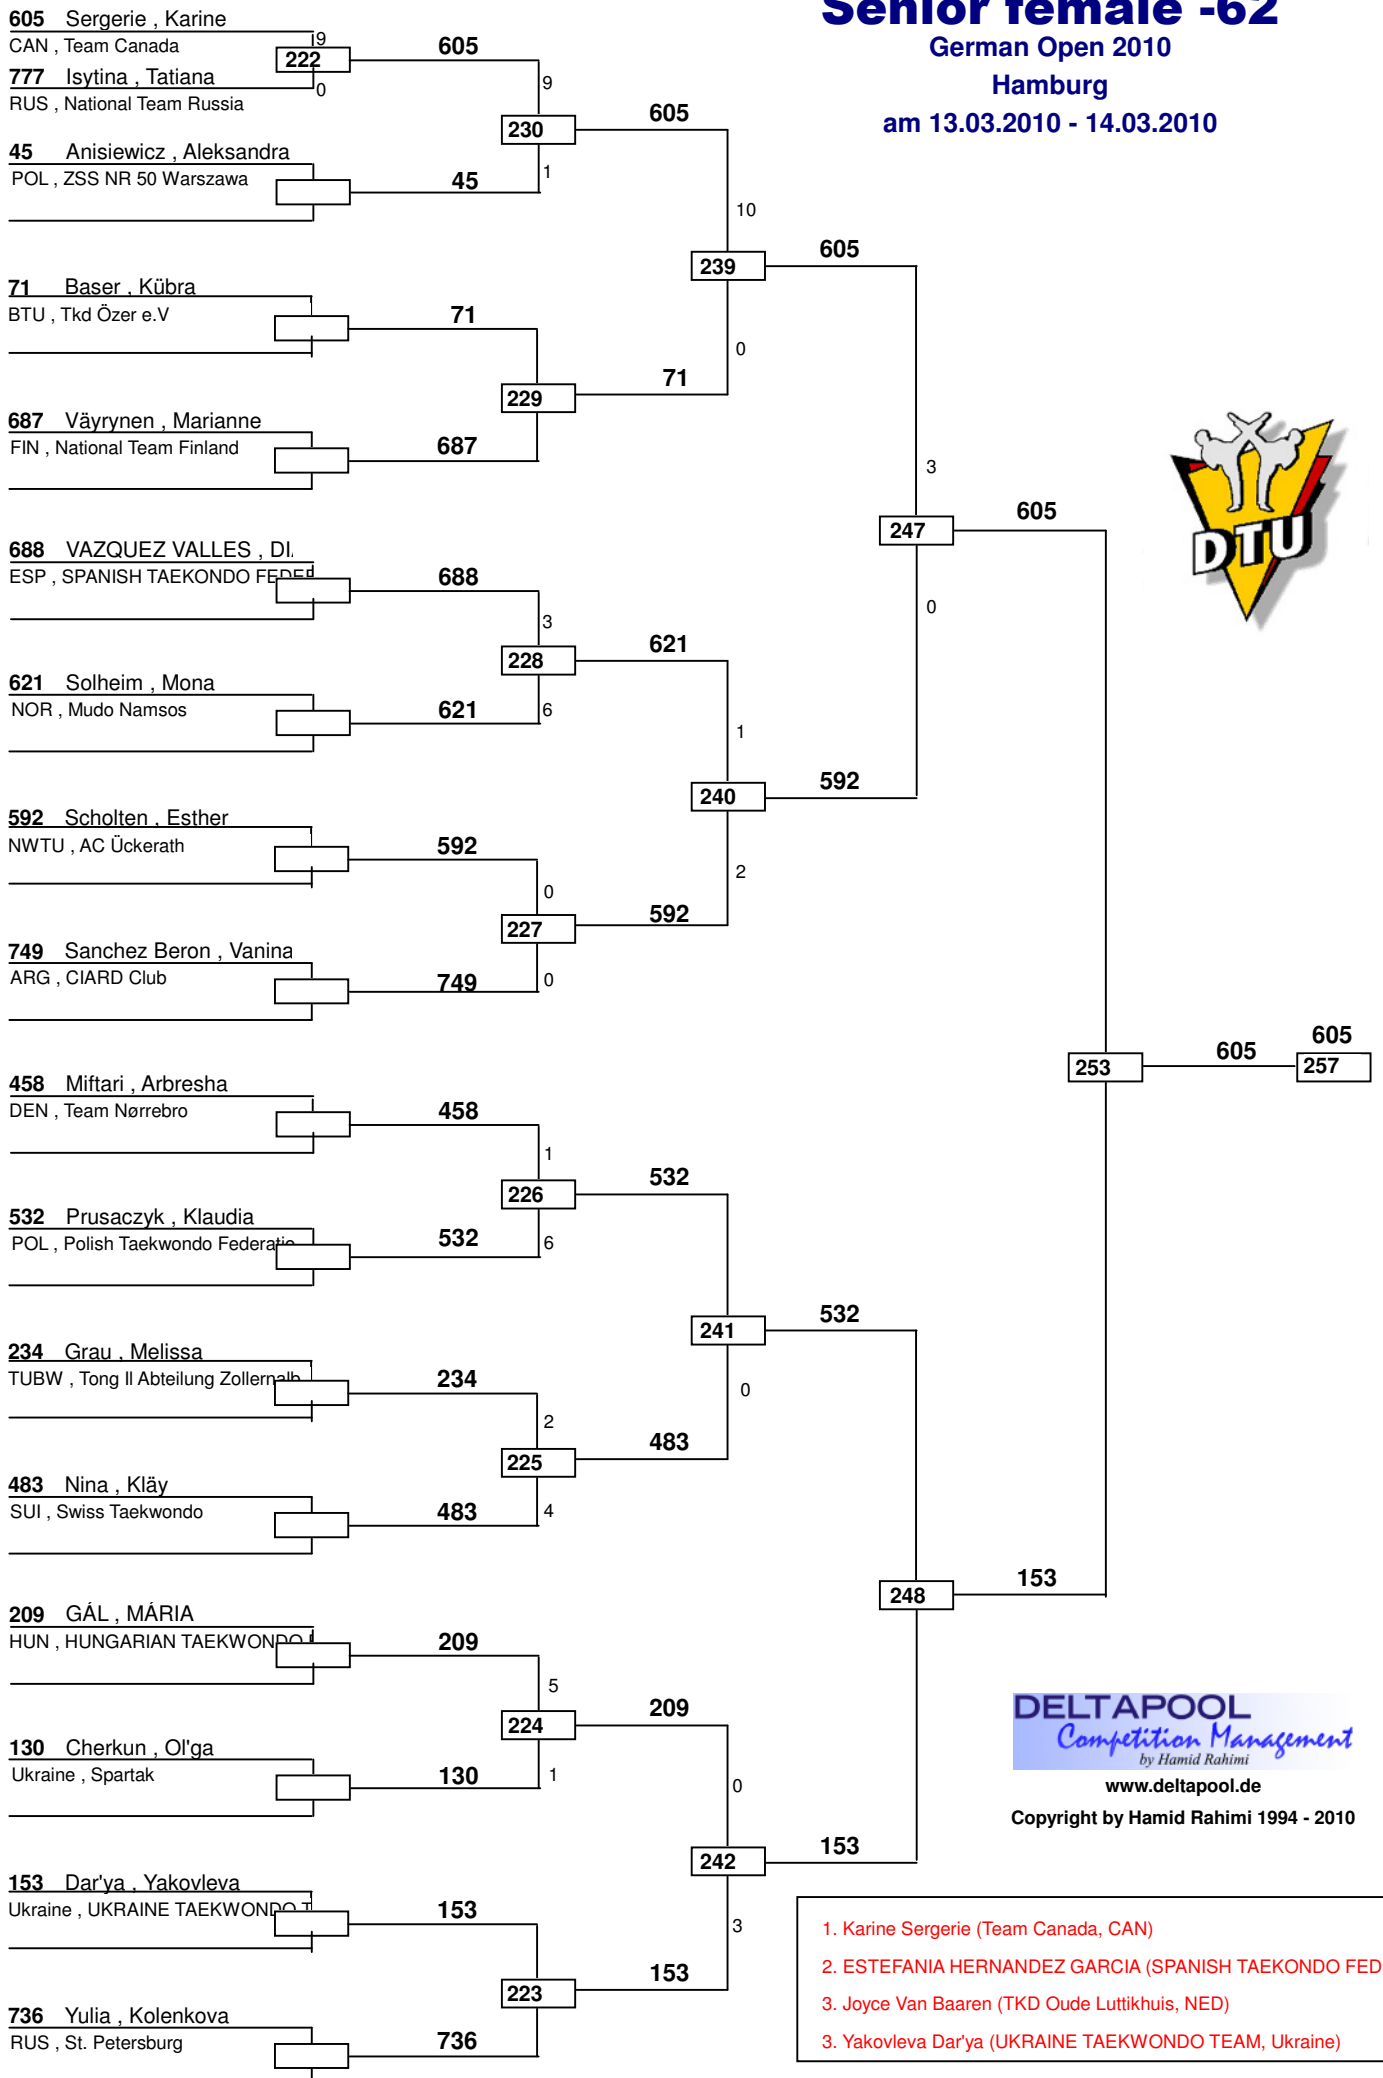 Senior female -62
German Open 2010
Hamburg
am 13.03.2010 - 14.03.2010
605 Sergerie , Karine
CAN , Team Canada
9
222
605
777 Isytina , Tatiana
0
RUS , National Team Russia
9
230
605
45 Anisiewicz , Aleksandra
POL , ZSS NR 50 Warszawa
45
1
10
239
605
71 Baser , Kübra
BTU , Tkd Özer e.V
71
0
229
71
687 Väyrynen , Marianne
FIN , National Team Finland
687
3
247
605
DTU
688 VAZQUEZ VALLES , DI
ESP , SPANISH TAEKONDO FEDER
688
3
0
228
621
621 Solheim , Mona
NOR , Mudo Namsos
621
6
1
240
592
592 Scholten , Esther
NWTU , AC Ückerath
592
2
0
227
592
749 Sanchez Beron , Vanina
ARG , CIARD Club
749
0
253
605
605
257
458 Miftari , Arbresha
DEN , Team Nørrebro
458
1
226
532
532 Prusaczyk , Klaudia
POL , Polish Taekwondo Federatio
532
6
241
532
234 Grau , Melissa
TUBW , Tong Il Abteilung Zollernalb
234
0
2
225
483
483 Nina , Kläy
SUI , Swiss Taekwondo
483
4
248
153
209 GÁL , MÁRIA
HUN , HUNGARIAN TAEKWONDO F
209
5
224
209
130 Cherkun , Ol'ga
Ukraine , Spartak
130
1
0
242
153
153 Dar'ya , Yakovleva
Ukraine , UKRAINE TAEKWONDO T
153
3
223
153
736 Yulia , Kolenkova
RUS , St. Petersburg
736
DELTAPOOL
Competition Management
by Hamid Rahimi
www.deltapool.de
Copyright by Hamid Rahimi 1994 - 2010
1. Karine Sergerie (Team Canada, CAN)
2. ESTEFANIA HERNANDEZ GARCIA (SPANISH TAEKONDO FED
3. Joyce Van Baaren (TKD Oude Luttikhuis, NED)
3. Yakovleva Dar'ya (UKRAINE TAEKWONDO TEAM, Ukraine)